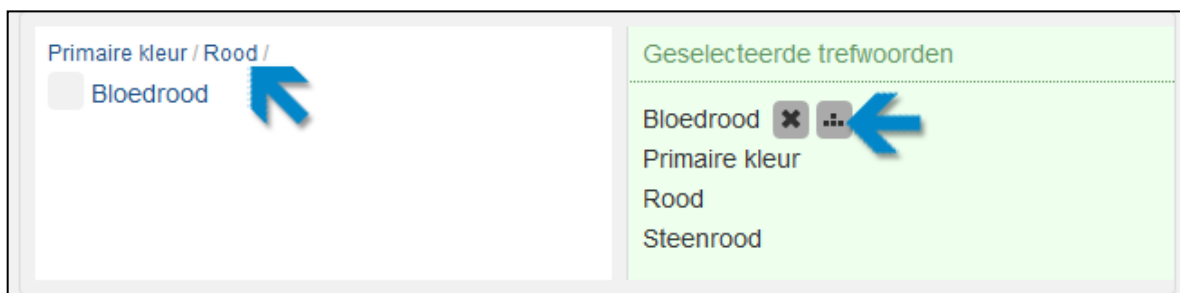 Primaire kleur / Rood /
Bloedrood
Geselecteerde trefwoorden
Bloedrood
Primaire kleur
Rood
Steenrood